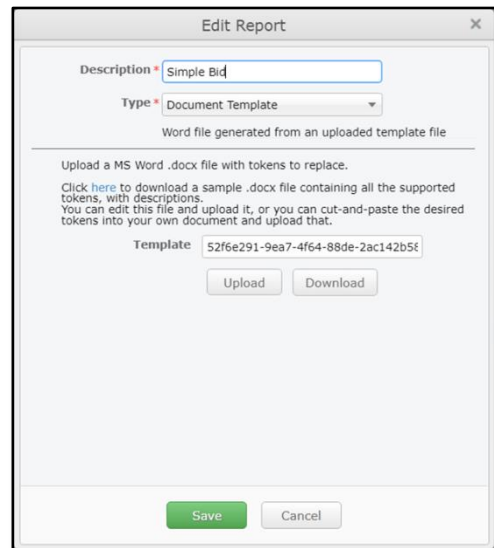 Edit Report ×
Description * Simple Bid
Type * Document Template
Word file generated from an uploaded template file
Upload a MS Word .docx file with tokens to replace.
Click here to download a sample .docx file containing all the supported
tokens, with descriptions.
You can edit this file and upload it, or you can cut-and-paste the desired
tokens into your own document and upload that.
Template 52f6e291-9ea7-4f64-88de-2ac142b58
Upload Download
Save Cancel